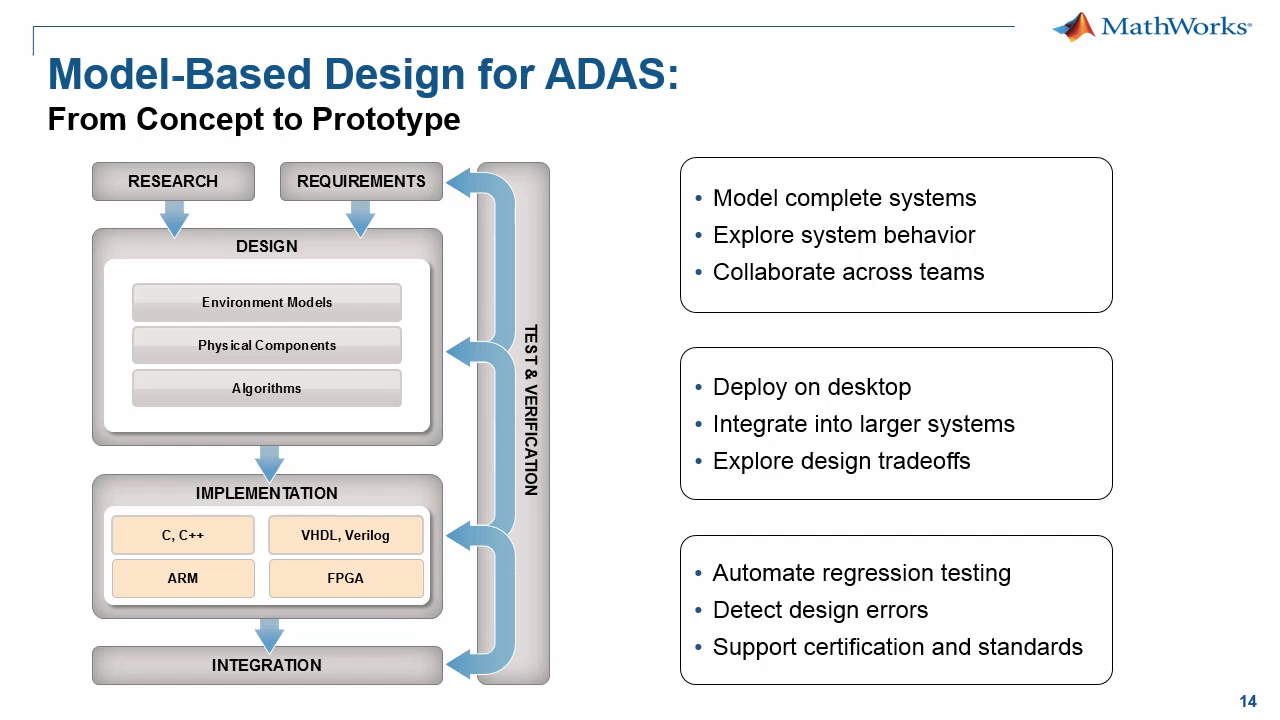 MathWorks®
Model-Based Design for ADAS:
From Concept to Prototype
RESEARCH
REQUIREMENTS
DESIGN
Environment Models
Physical Components
Algorithms
IMPLEMENTATION
C, C++
VHDL, Verilog
ARM
FPGA
INTEGRATION
TEST & VERIFICATION
• Model complete systems
• Explore system behavior
• Collaborate across teams
• Deploy on desktop
• Integrate into larger systems
• Explore design tradeoffs
• Automate regression testing
• Detect design errors
• Support certification and standards
14